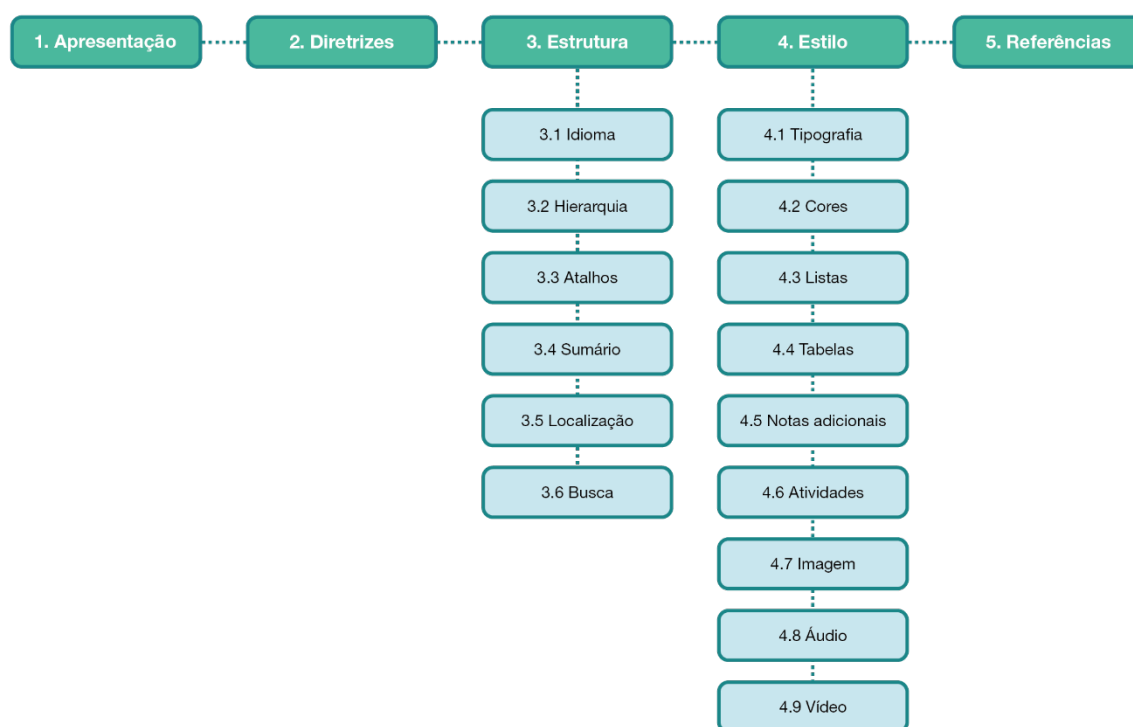 1. Apresentação
2. Diretrizes
3. Estrutura
4. Estilo
5. Referências
3.1 Idioma
3.2 Hierarquia
3.3 Atalhos
3.4 Sumário
3.5 Localização
3.6 Busca
4.1 Tipografia
4.2 Cores
4.3 Listas
4.4 Tabelas
4.5 Notas adicionais
4.6 Atividades
4.7 Imagem
4.8 Áudio
4.9 Vídeo